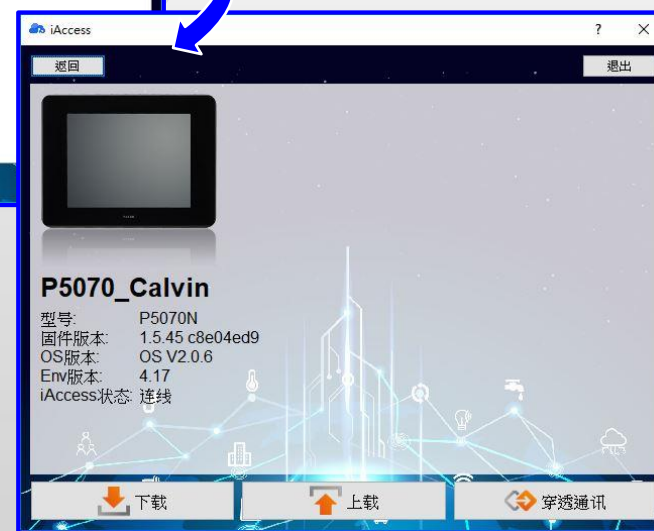 iAccess
返回
退出
P5070_Calvin
型号: P5070N
固件版本: 1.5.45 c8e04ed9
OS版本: OS V2.0.6
Env版本: 4.17
iAccess状态: 连线
下载
上载
穿透通讯